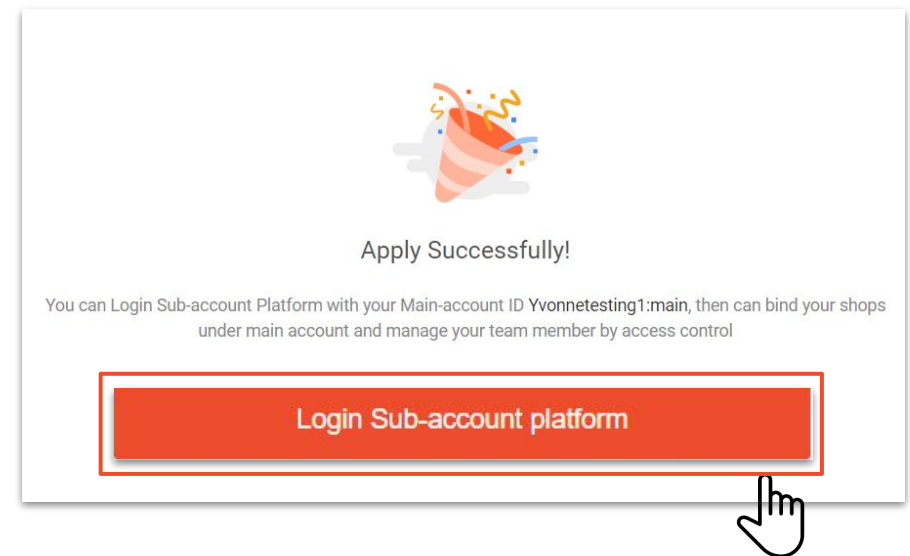 Apply Successfully!
You can Login Sub-account Platform with your Main-account ID Yvonnetesting1:main, then can bind your shops
under main account and manage your team member by access control
Login Sub-account platform